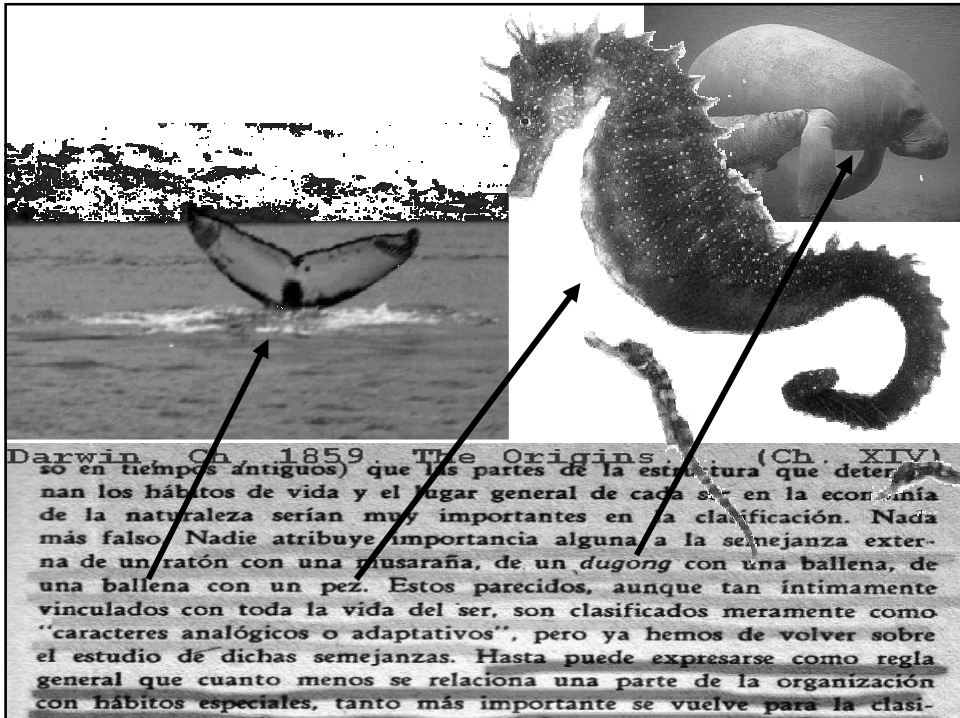 Darwin, Ch. 1859. The Origins. (Ch. XIV)
so en tiempos antiguos) que las partes de la estructura que determi-
nan los hábitos de vida y el lugar general de cada ser en la economía
de la naturaleza serían muy importantes en la clasificación. Nada
más falso. Nadie atribuye importancia alguna a la semejanza exter-
na de un ratón con una musaraña, de un dugong con una ballena, de
una ballena con un pez. Estos parecidos, aunque tan íntimamente
vinculados con toda la vida del ser, son clasificados meramente como
“caracteres analógicos o adaptativos”, pero ya hemos de volver sobre
el estudio de dichas semejanzas. Hasta puede expresarse como regla
general que cuanto menos se relaciona una parte de la organización
con hábitos especiales, tanto más importante se vuelve para la clasi-